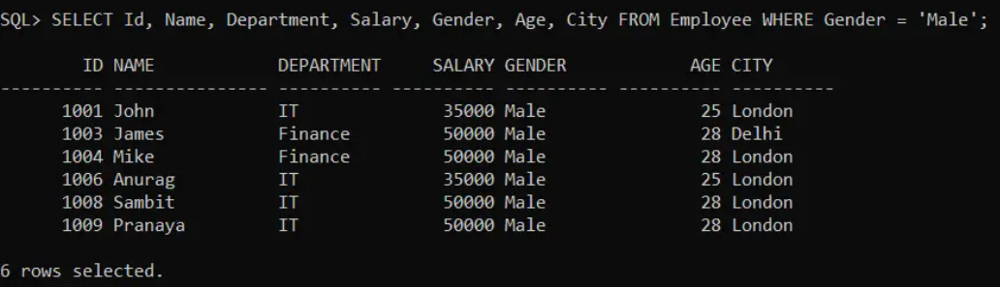 SQL> SELECT Id, Name, Department, Salary, Gender, Age, City FROM Employee WHERE Gender = 'Male';
        ID NAME            DEPARTMENT     SALARY GENDER            AGE CITY
---------- --------------- ---------- ---------- ---------- ---------- ----------
      1001 John            IT              35000 Male               25 London
      1003 James           Finance         50000 Male               28 Delhi
      1004 Mike            Finance         50000 Male               28 London
      1006 Anurag          IT              35000 Male               25 London
      1008 Sambit          IT              50000 Male               28 London
      1009 Pranaya         IT              50000 Male               28 London
6 rows selected.